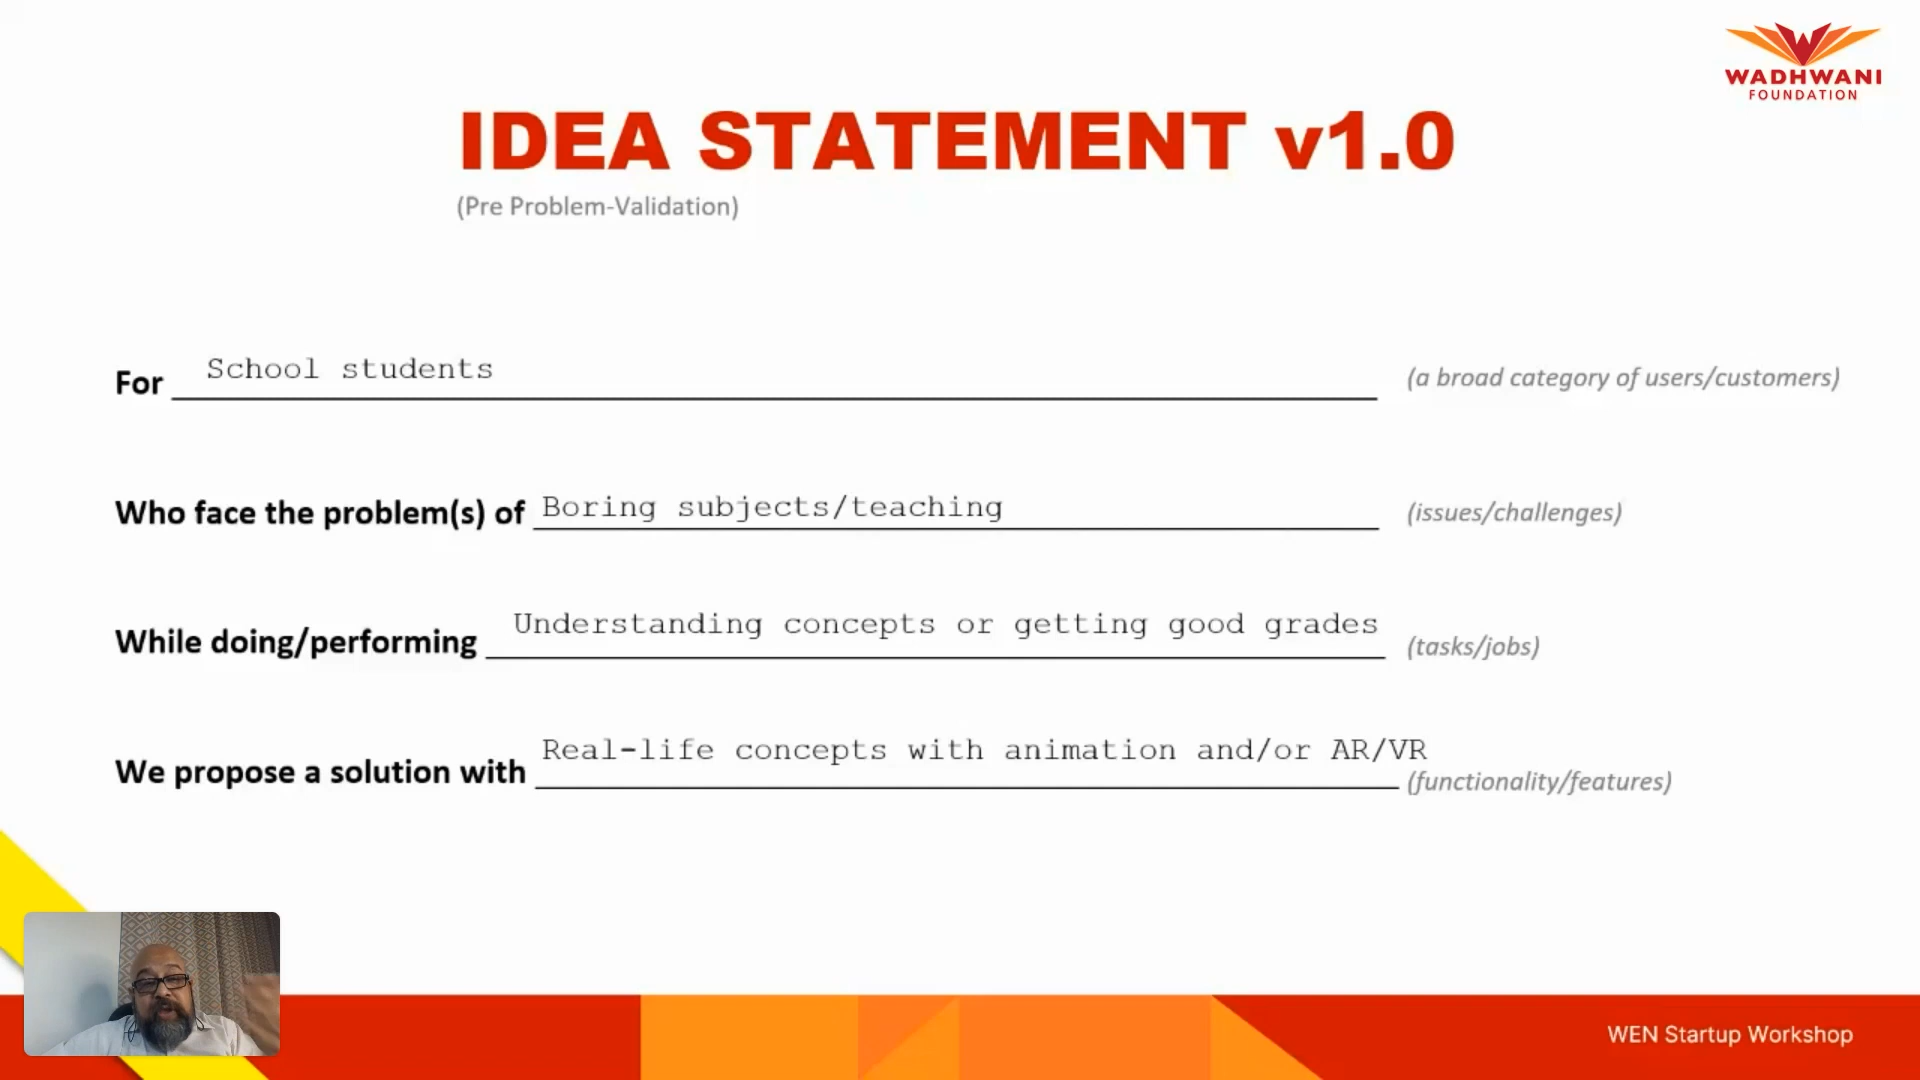 WADHWANI
FOUNDATION
IDEA STATEMENT v1.0
(Pre Problem-Validation)
For School students (a broad category of users/customers)
Who face the problem(s) of Boring subjects/teaching (issues/challenges)
While doing/performing Understanding concepts or getting good grades (tasks/jobs)
We propose a solution with Real-life concepts with animation and/or AR/VR (functionality/features)
WEN Startup Workshop